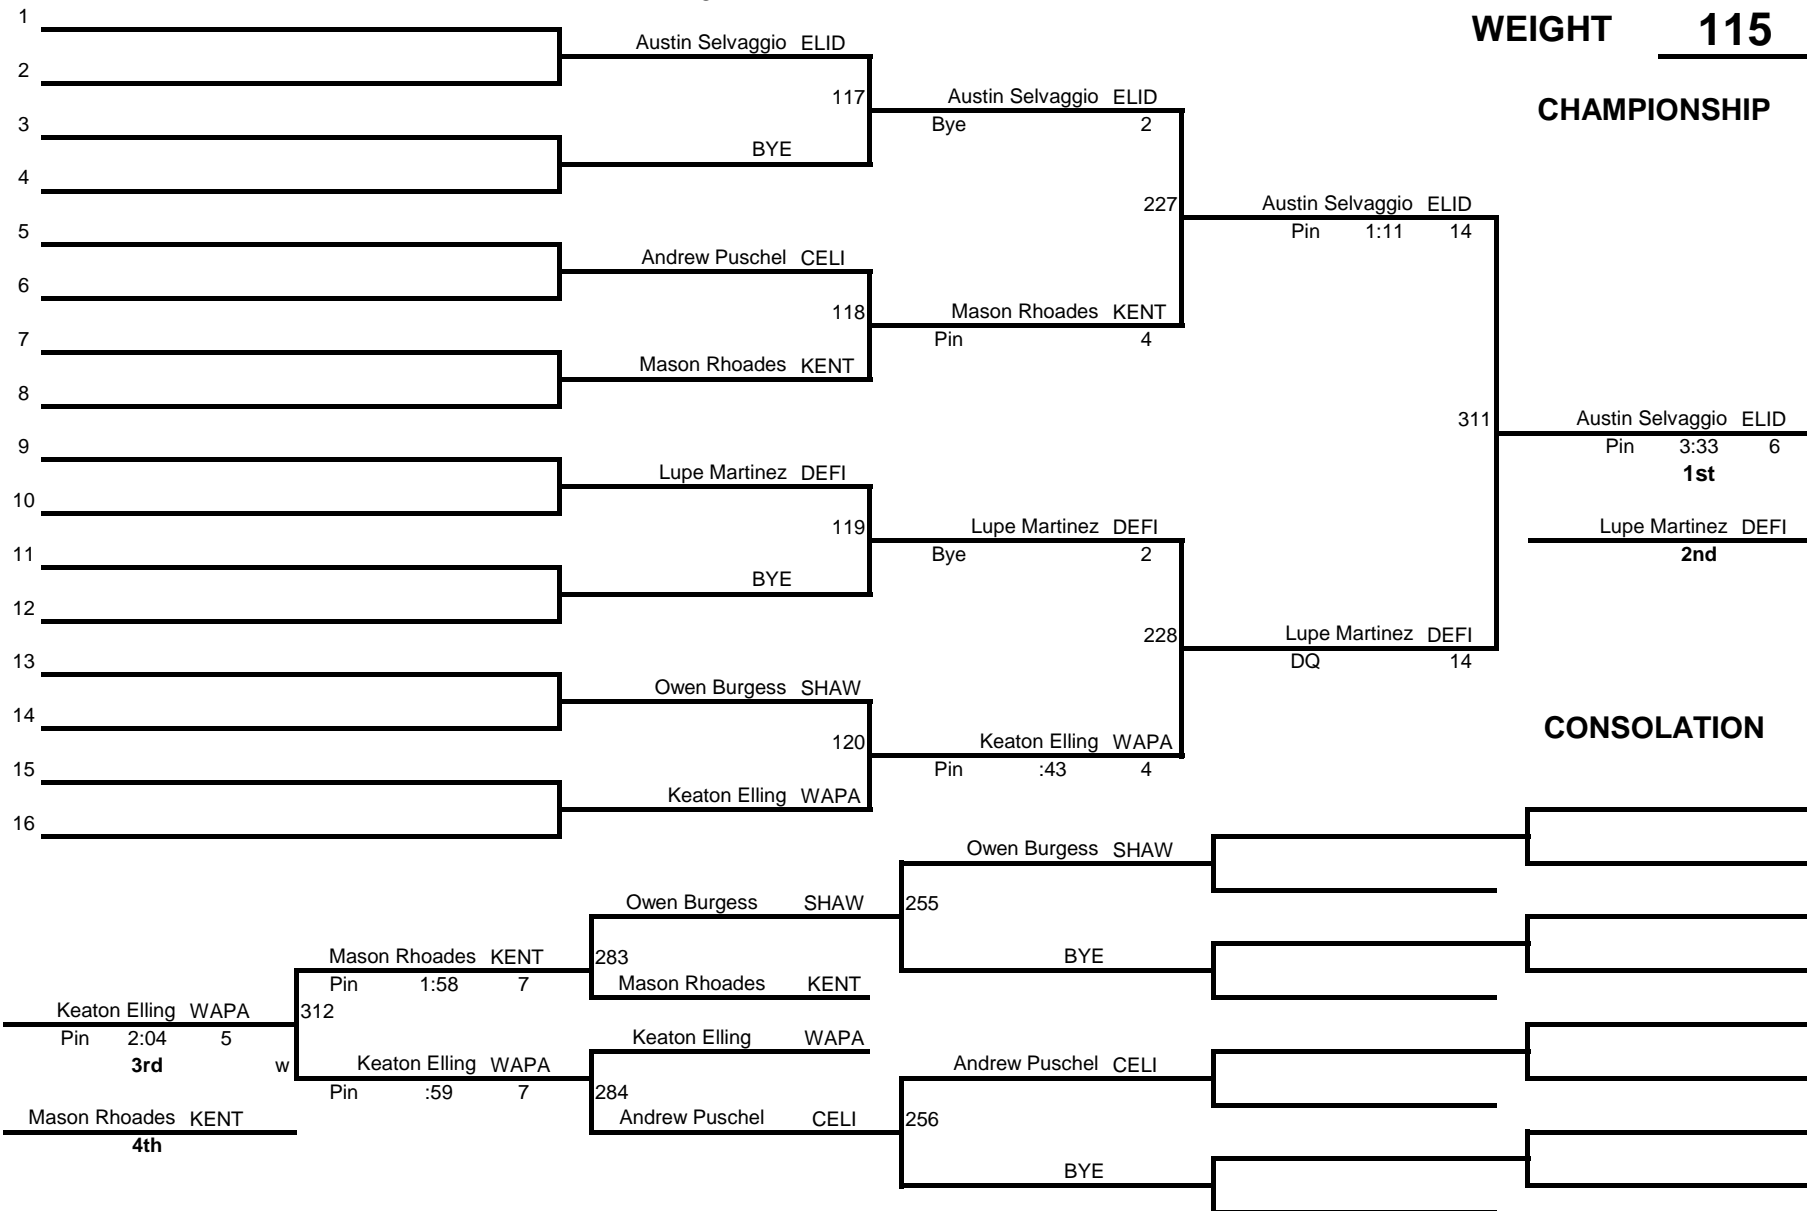 1
WEIGHT 115
Austin Selvaggio ELID
2
117
Austin Selvaggio ELID
Bye 2
CHAMPIONSHIP
3
BYE
4
227
Austin Selvaggio ELID
Pin 1:11 14
5
Andrew Puschel CELI
6
118
Mason Rhoades KENT
Pin 4
7
Mason Rhoades KENT
8
311
Austin Selvaggio ELID
Pin 3:33 6
1st
9
Lupe Martinez DEFI
10
119
Lupe Martinez DEFI
Bye 2
Lupe Martinez DEFI
2nd
11
BYE
12
228
Lupe Martinez DEFI
DQ 14
13
Owen Burgess SHAW
14
120
Keaton Elling WAPA
Pin :43 4
CONSOLATION
15
Keaton Elling WAPA
16
Owen Burgess SHAW
Owen Burgess SHAW
255
Mason Rhoades KENT
Pin 1:58 7
283
BYE
Mason Rhoades KENT
Keaton Elling WAPA
Pin 2:04 5
3rd
312
w
Keaton Elling WAPA
Keaton Elling WAPA
Pin :59 7
284
Andrew Puschel CELI
Andrew Puschel CELI
256
Mason Rhoades KENT
4th
BYE